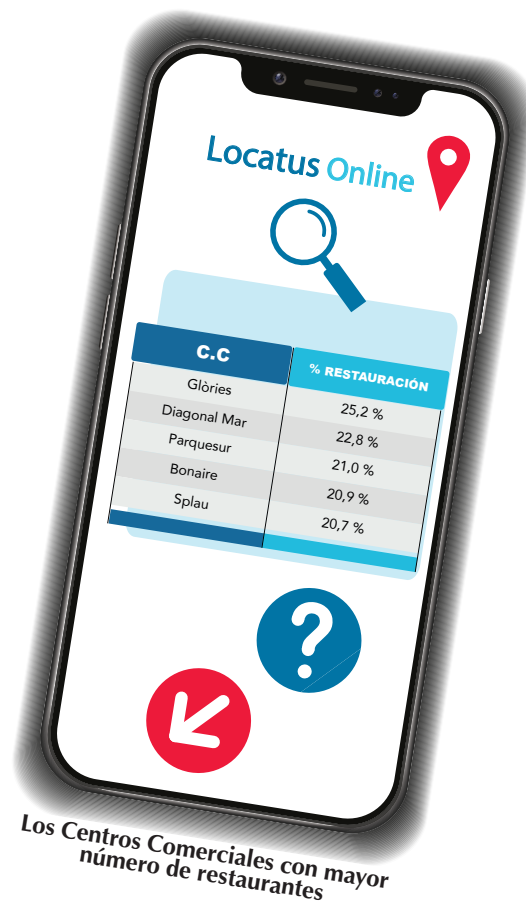 Locatus Online
C.C % RESTAURACIÓN
Glòries 25,2 %
Diagonal Mar 22,8 %
Parquesur 21,0 %
Bonaire 20,9 %
Splau 20,7 %
?
Los Centros Comerciales con mayor
número de restaurantes